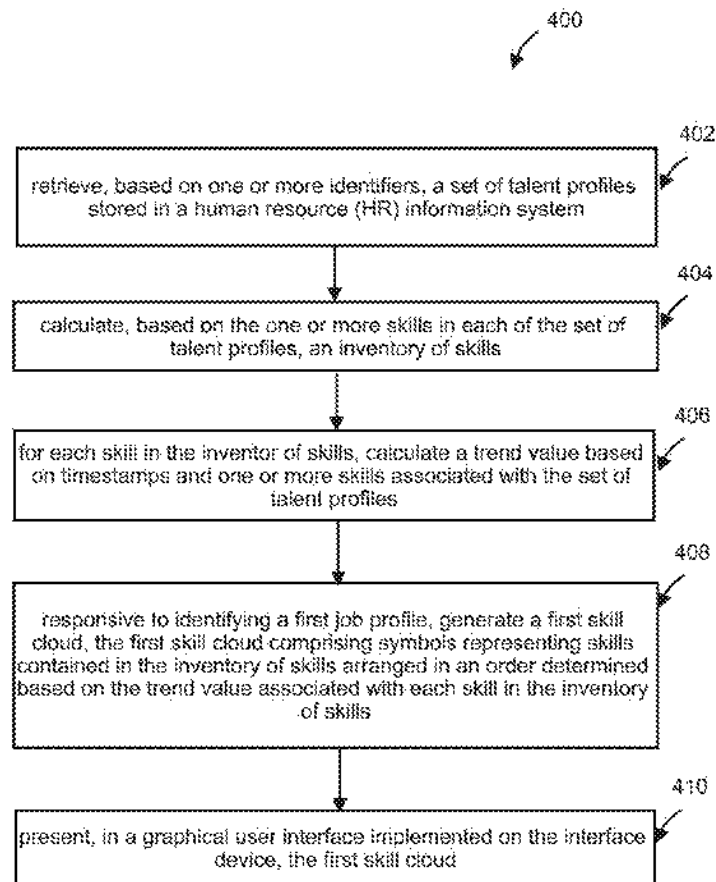 400
402
retrieve, based on one or more identifiers, a set of talent profiles
stored in a human resource (HR) information system
404
calculate, based on the one or more skills in each of the set of
talent profiles, an inventory of skills
406
for each skill in the inventor of skills, calculate a trend value based
on timestamps and one or more skills associated with the set of
talent profiles
408
responsive to identifying a first job profile, generate a first skill
cloud, the first skill cloud comprising symbols representing skills
contained in the inventory of skills arranged in an order determined
based on the trend value associated with each skill in the inventory
of skills
410
present, in a graphical user interface implemented on the interface
device, the first skill cloud